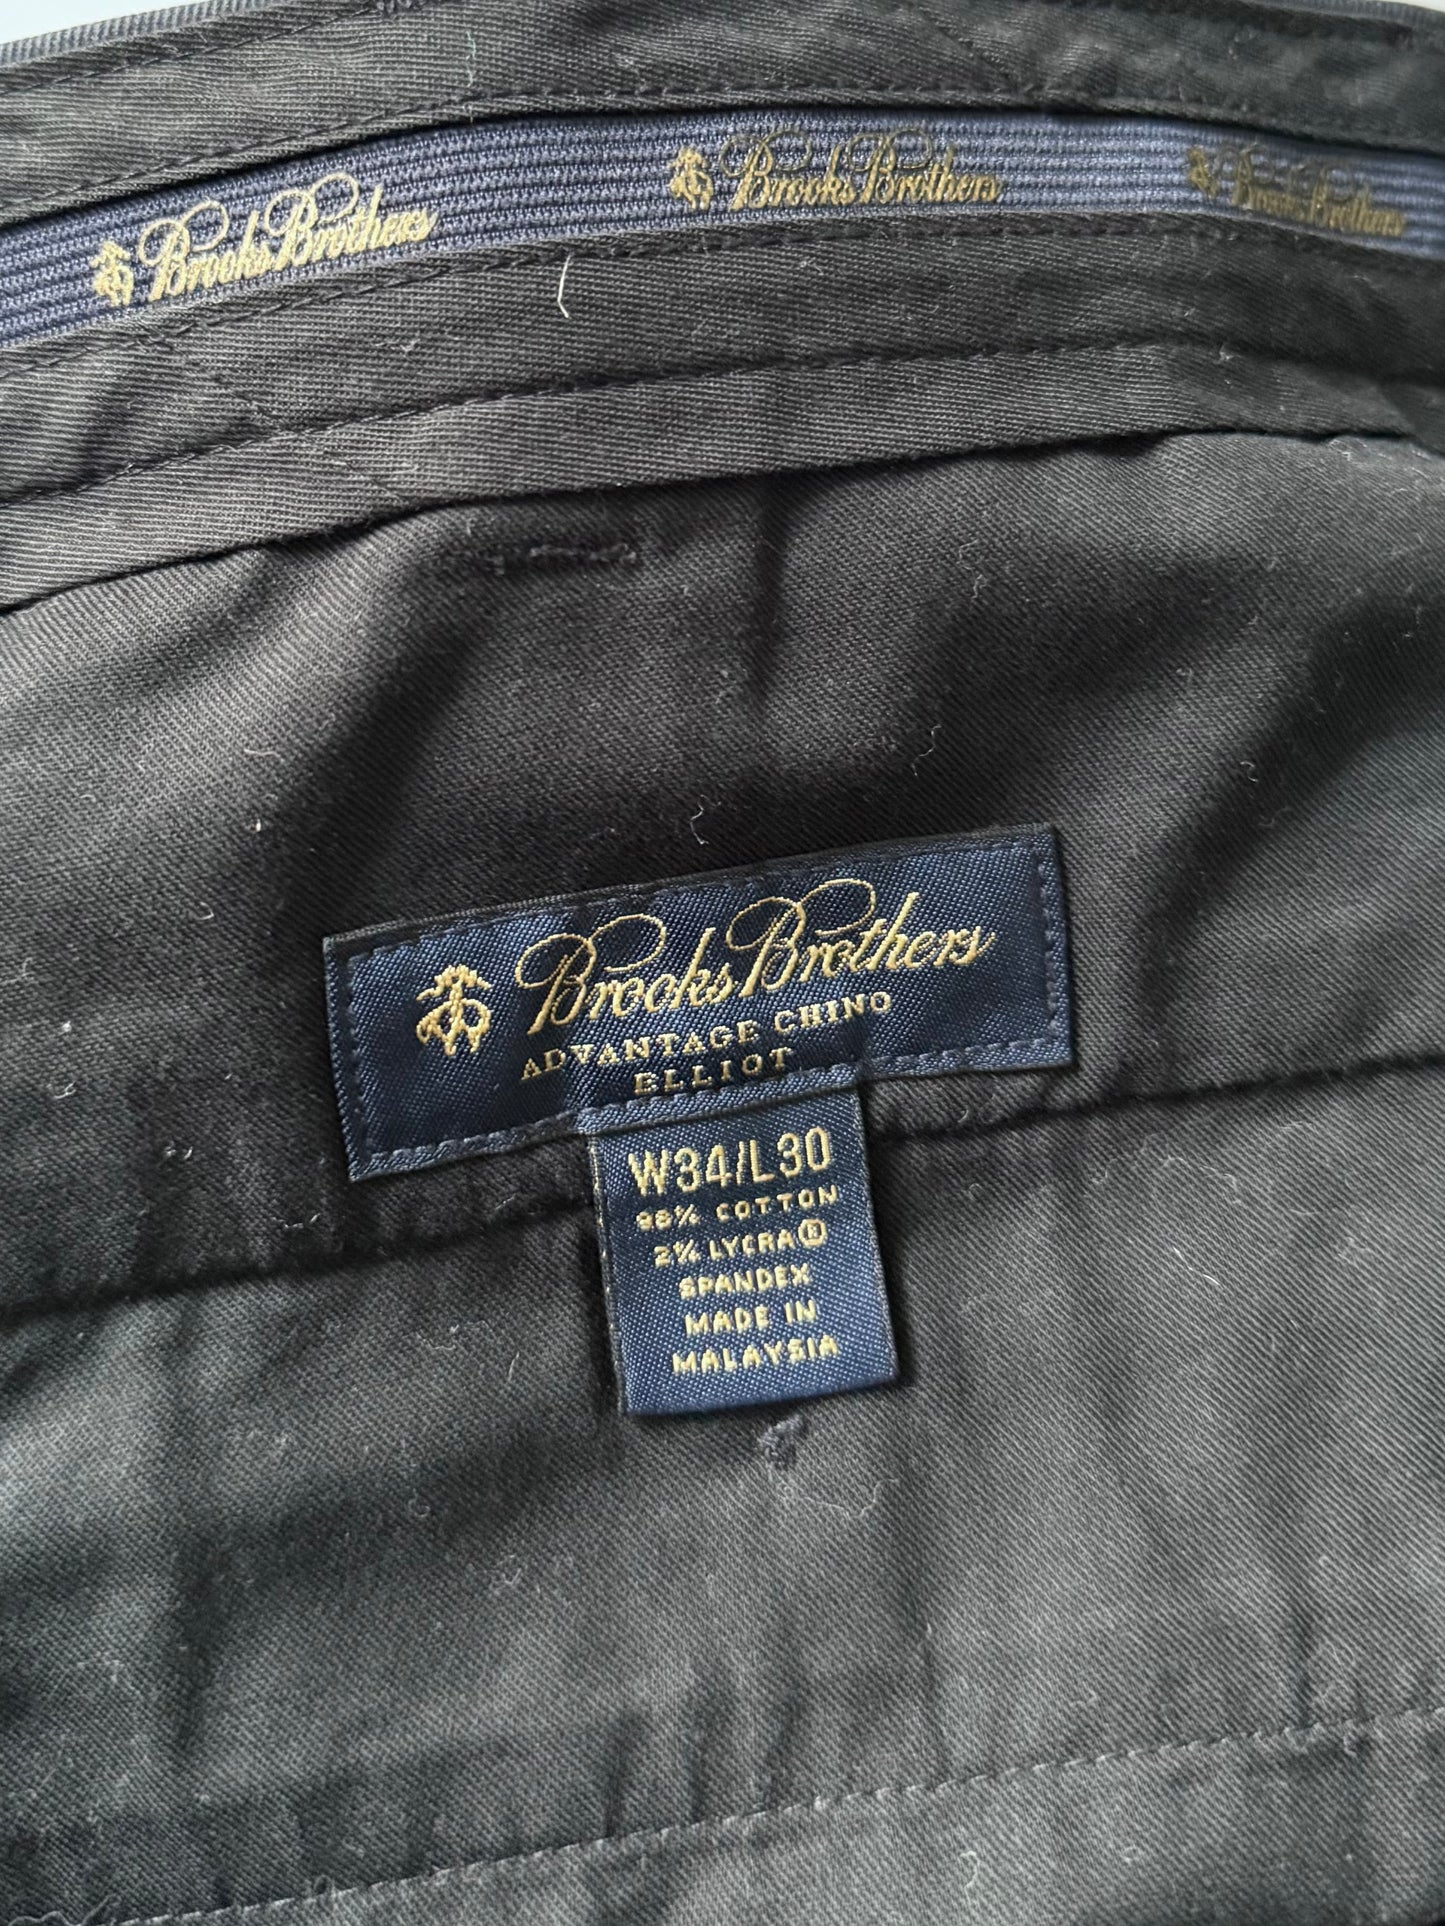 Brooks Brothers
Brooks Brothers
Brooks Brothers
Brooks Brothers
ADVANTAGE CHINO
ELLIOT
W34/L30
98% COTTON
2% LYCRA®
SPANDEX
MADE IN
MALAYSIA